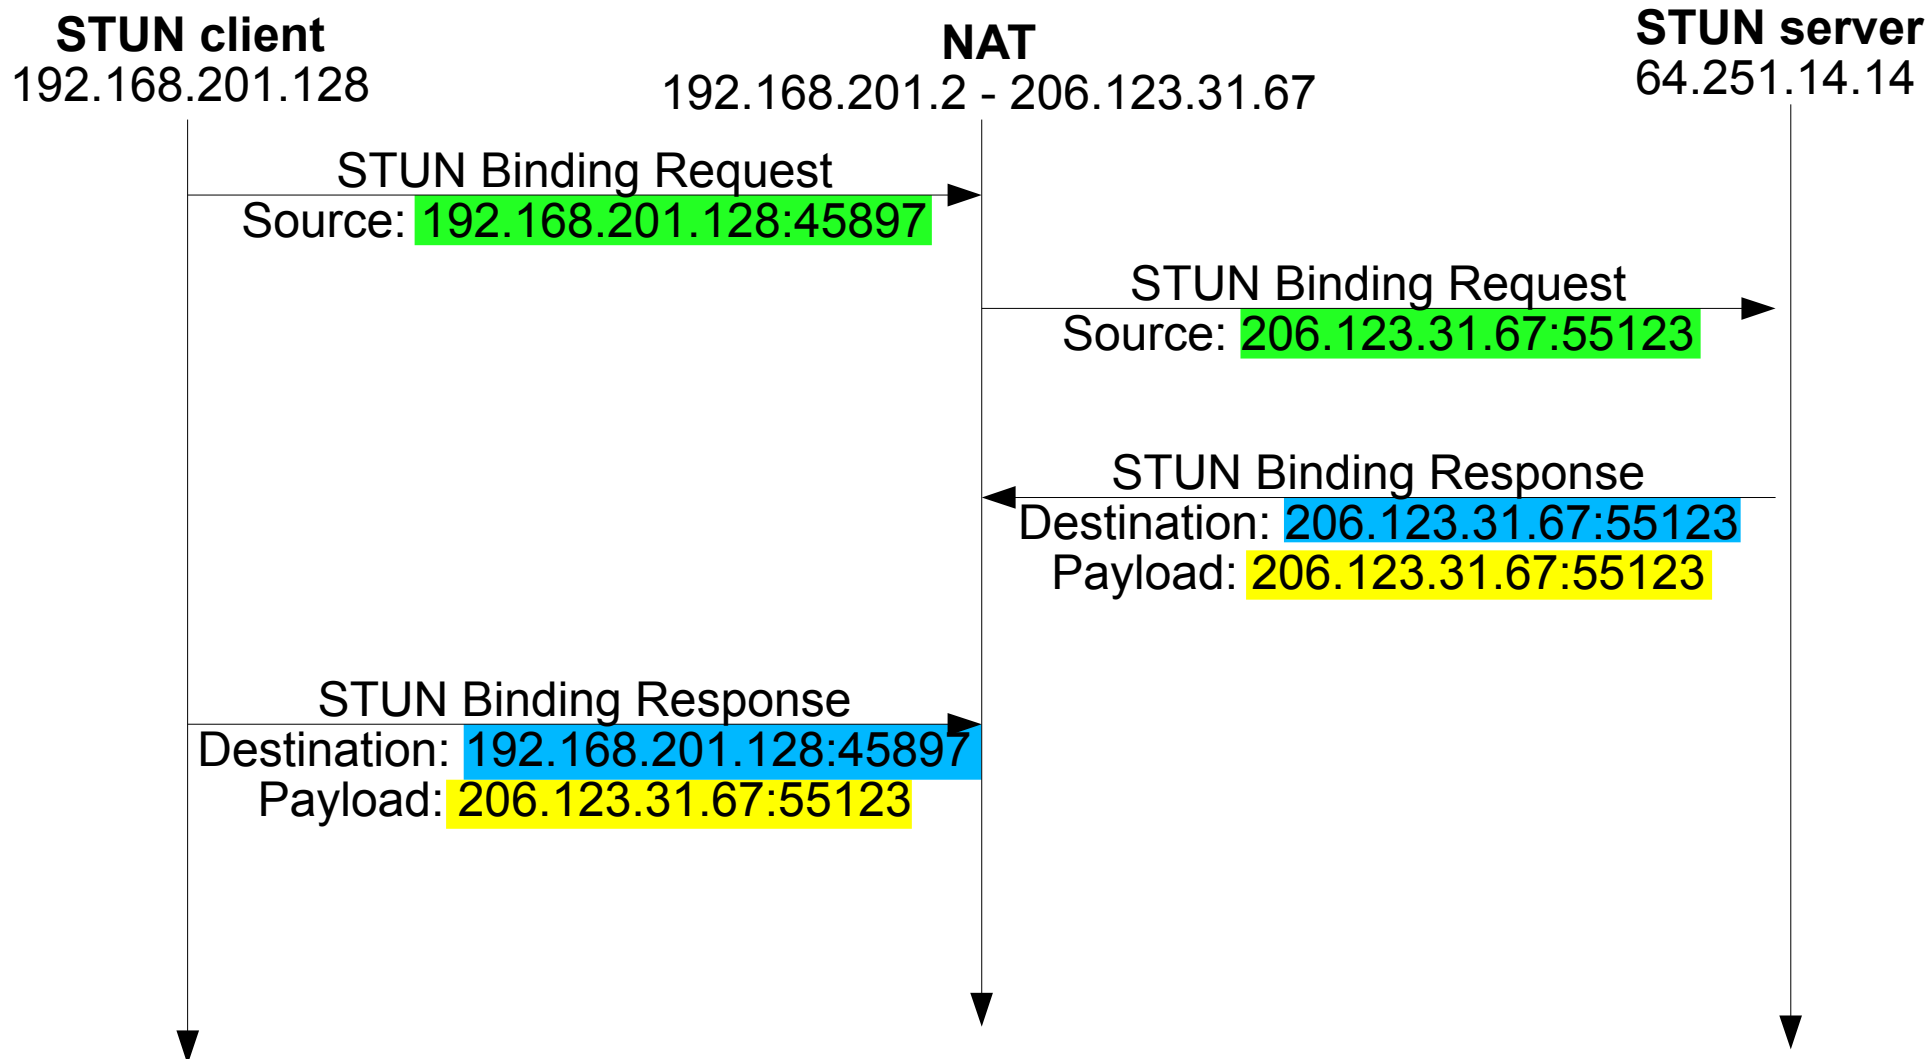 STUN client
192.168.201.128
NAT
192.168.201.2 - 206.123.31.67
STUN server
64.251.14.14
STUN Binding Request
Source: 192.168.201.128:45897
STUN Binding Request
Source: 206.123.31.67:55123
STUN Binding Response
Destination: 206.123.31.67:55123
Payload: 206.123.31.67:55123
STUN Binding Response
Destination: 192.168.201.128:45897
Payload: 206.123.31.67:55123